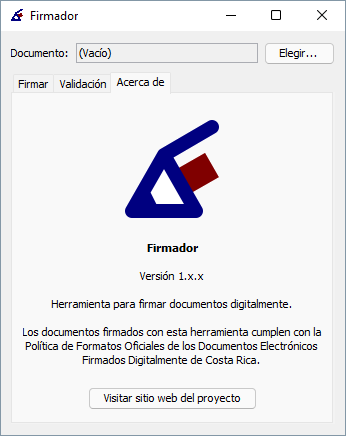 Firmador
Documento: (Vacío) Elegir...
Firmar Validación Acerca de
Firmador
Versión 1.x.x
Herramienta para firmar documentos digitalmente.
Los documentos firmados con esta herramienta cumplen con la
Política de Formatos Oficiales de los Documentos Electrónicos
Firmados Digitalmente de Costa Rica.
Visitar sitio web del proyecto